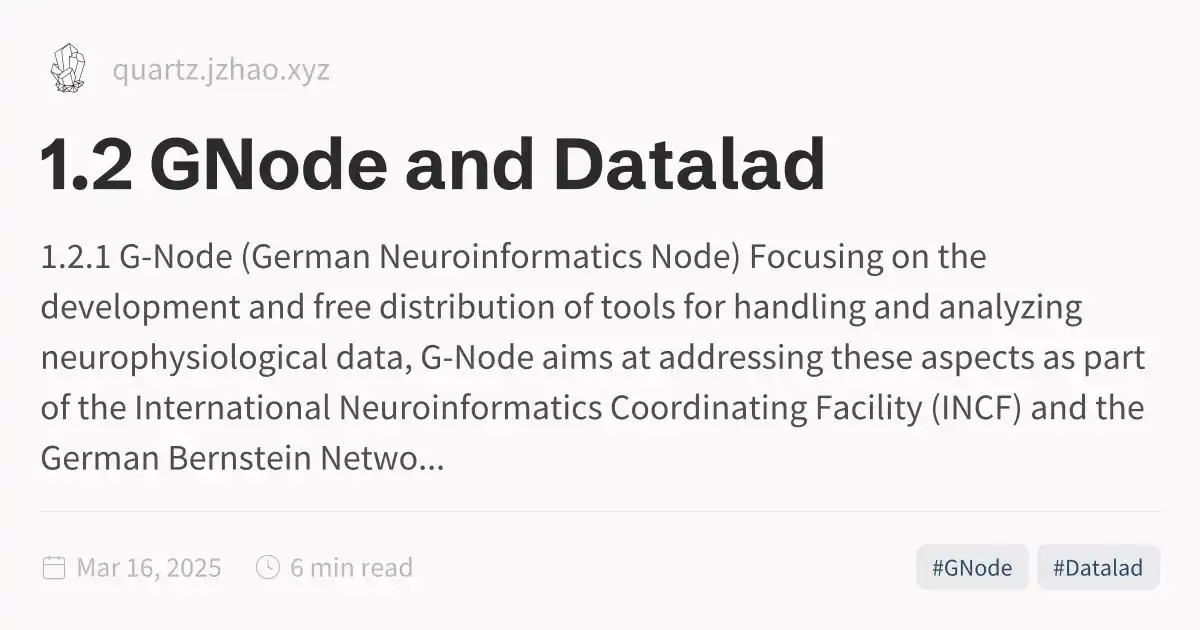 quartz.jzhao.xyz
1.2 GNode and Datalad
1.2.1 G-Node (German Neuroinformatics Node) Focusing on the
development and free distribution of tools for handling and analyzing
neurophysiological data, G-Node aims at addressing these aspects as part
of the International Neuroinformatics Coordinating Facility (INCF) and the
German Bernstein Netwo...
Mar 16, 2025 6 min read #GNode #Datalad